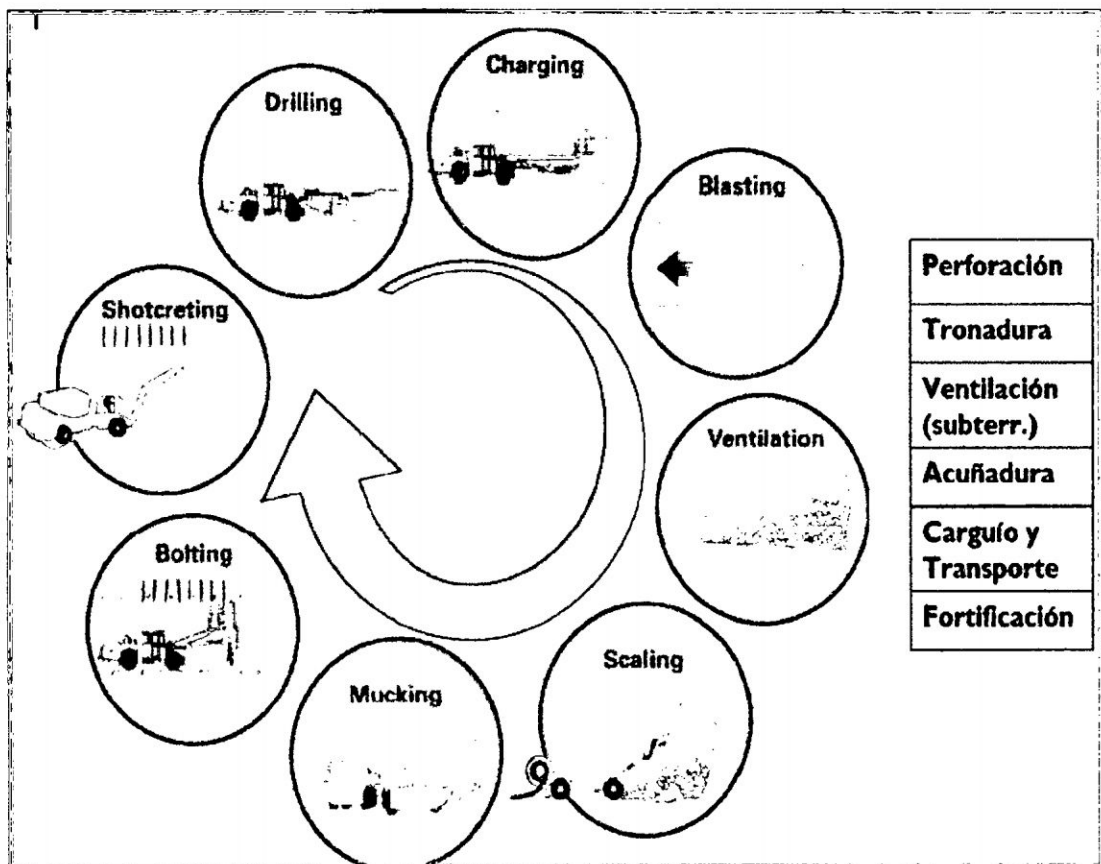 Charging
Drilling
Blasting
Shotcreting
Ventilation
Bolting
Scaling
Mucking
Perforación
Tronadura
Ventilación
(subterr.)
Acuñadura
Carguío y
Transporte
Fortificación